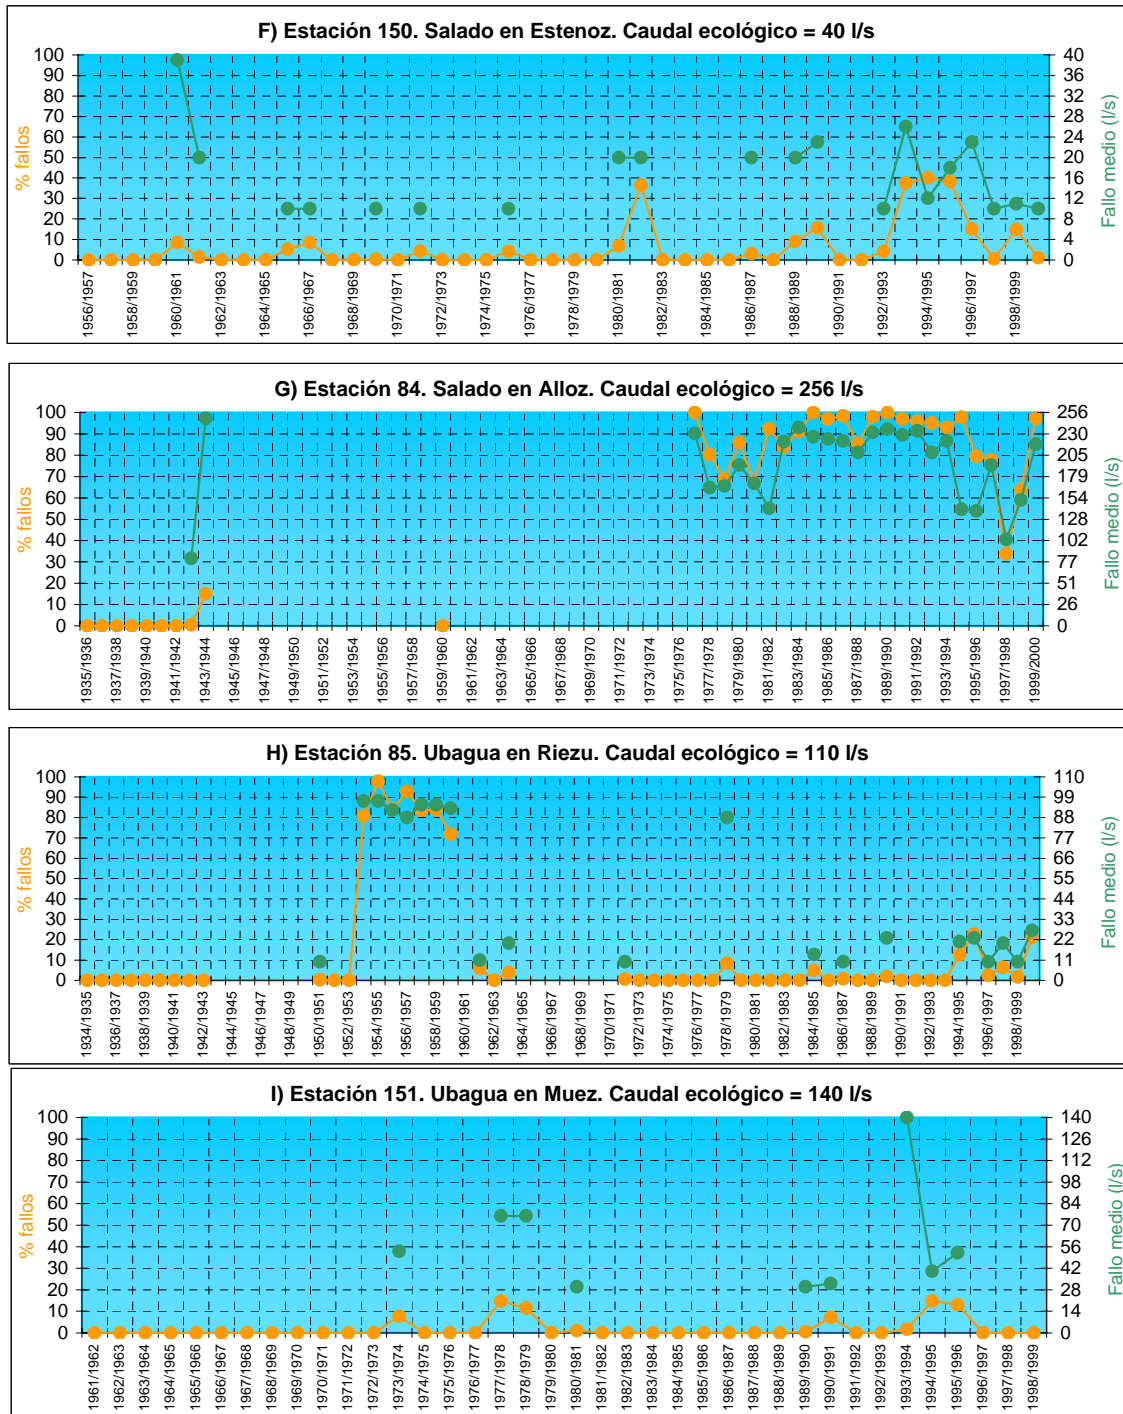 F) Estación 150. Salado en Estenoz. Caudal ecológico = 40 l/s
% fallos
100 90 80 70 60 50 40 30 20 10 0
40 36 32 28 24 20 16 12 8 4 0
Fallo medio (l/s)
1956/1957 1958/1959 1960/1961 1962/1963 1964/1965 1966/1967 1968/1969 1970/1971 1972/1973 1974/1975 1976/1977 1978/1979 1980/1981 1982/1983 1984/1985 1986/1987 1988/1989 1990/1991 1992/1993 1994/1995 1996/1997 1998/1999
G) Estación 84. Salado en Alloz. Caudal ecológico = 256 l/s
% fallos
100 90 80 70 60 50 40 30 20 10 0
256 230 205 179 154 128 102 77 51 26 0
Fallo medio (l/s)
1935/1936 1937/1938 1939/1940 1941/1942 1943/1944 1945/1946 1947/1948 1949/1950 1951/1952 1953/1954 1955/1956 1957/1958 1959/1960 1961/1962 1963/1964 1965/1966 1967/1968 1969/1970 1971/1972 1973/1974 1975/1976 1977/1978 1979/1980 1981/1982 1983/1984 1985/1986 1987/1988 1989/1990 1991/1992 1993/1994 1995/1996 1997/1998 1999/2000
H) Estación 85. Ubagua en Riezu. Caudal ecológico = 110 l/s
% fallos
100 90 80 70 60 50 40 30 20 10 0
110 99 88 77 66 55 44 33 22 11 0
Fallo medio (l/s)
1934/1935 1936/1937 1938/1939 1940/1941 1942/1943 1944/1945 1946/1947 1948/1949 1950/1951 1952/1953 1954/1955 1956/1957 1958/1959 1960/1961 1962/1963 1964/1965 1966/1967 1968/1969 1970/1971 1972/1973 1974/1975 1976/1977 1978/1979 1980/1981 1982/1983 1984/1985 1986/1987 1988/1989 1990/1991 1992/1993 1994/1995 1996/1997 1998/1999
I) Estación 151. Ubagua en Muez. Caudal ecológico = 140 l/s
% fallos
100 90 80 70 60 50 40 30 20 10 0
140 126 112 98 84 70 56 42 28 14 0
Fallo medio (l/s)
1961/1962 1962/1963 1963/1964 1964/1965 1965/1966 1966/1967 1967/1968 1968/1969 1969/1970 1970/1971 1971/1972 1972/1973 1973/1974 1974/1975 1975/1976 1976/1977 1977/1978 1978/1979 1979/1980 1980/1981 1981/1982 1982/1983 1983/1984 1984/1985 1985/1986 1986/1987 1987/1988 1988/1989 1989/1990 1990/1991 1991/1992 1992/1993 1993/1994 1994/1995 1995/1996 1996/1997 1997/1998 1998/1999